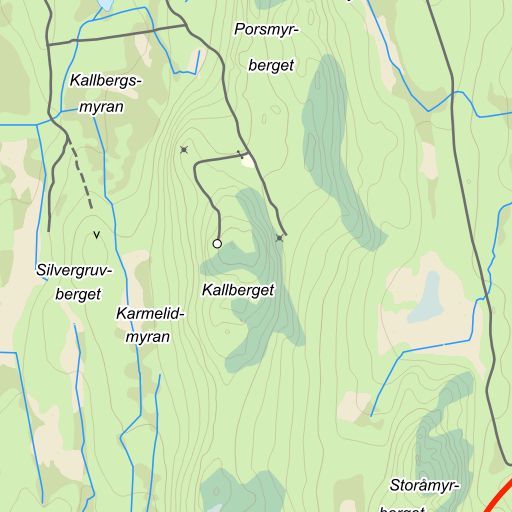 Porsmyr-
berget
Kallbergs-
myran
Silvergruv-
berget
Kallberget
Karmelid-
myran
Storåmyr-
berget